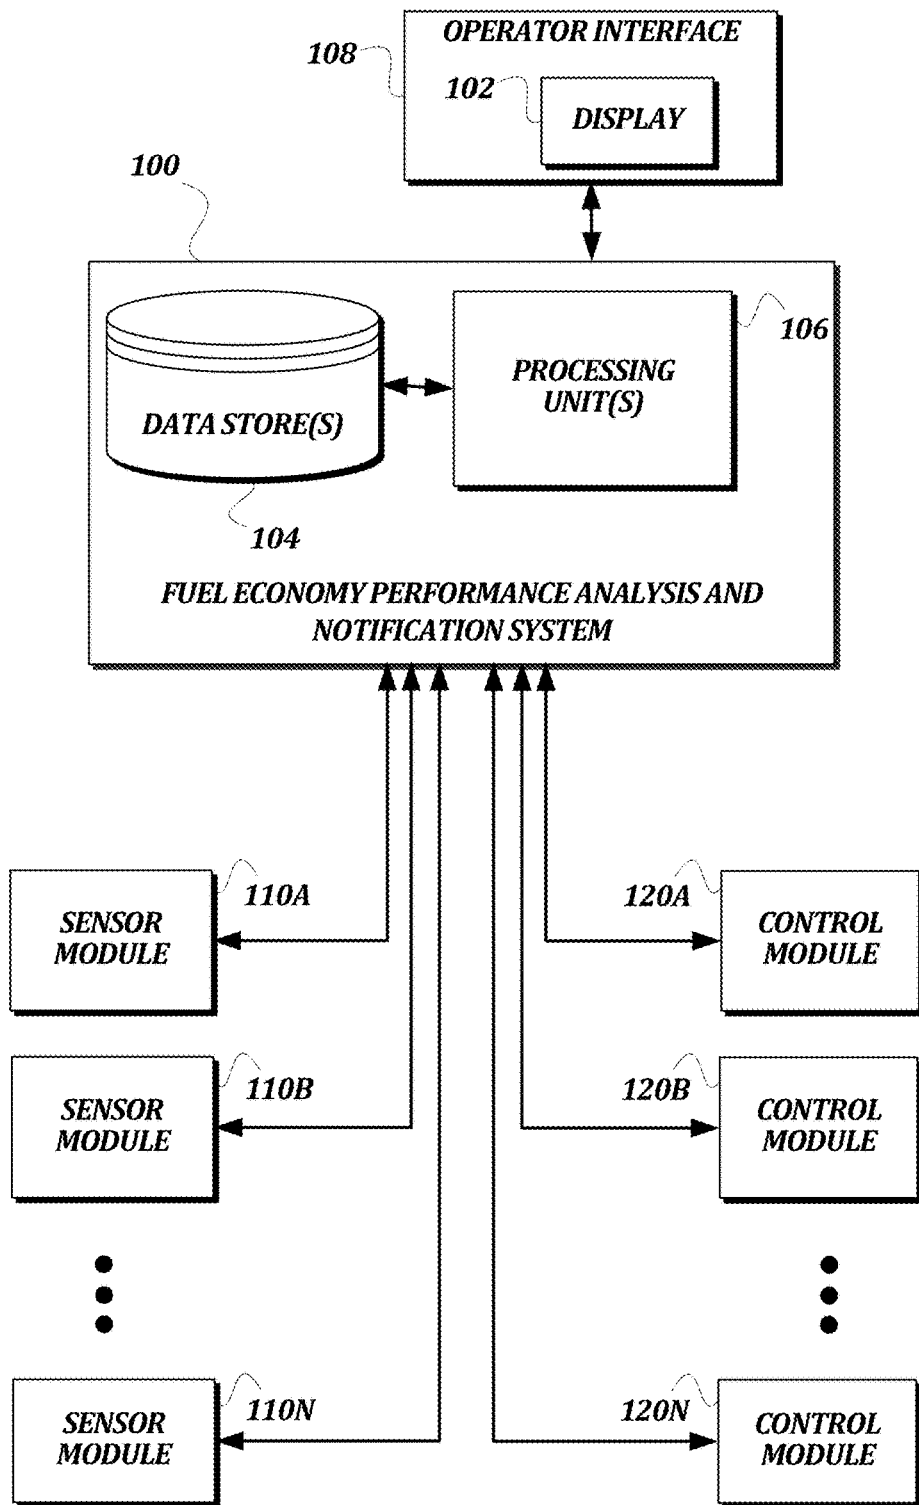 OPERATOR INTERFACE
108
102
DISPLAY
100
106
PROCESSING
UNIT(S)
DATA STORE(S)
104
FUEL ECONOMY PERFORMANCE ANALYSIS AND
NOTIFICATION SYSTEM
110A
SENSOR
MODULE
120A
CONTROL
MODULE
110B
SENSOR
MODULE
120B
CONTROL
MODULE
110N
SENSOR
MODULE
120N
CONTROL
MODULE